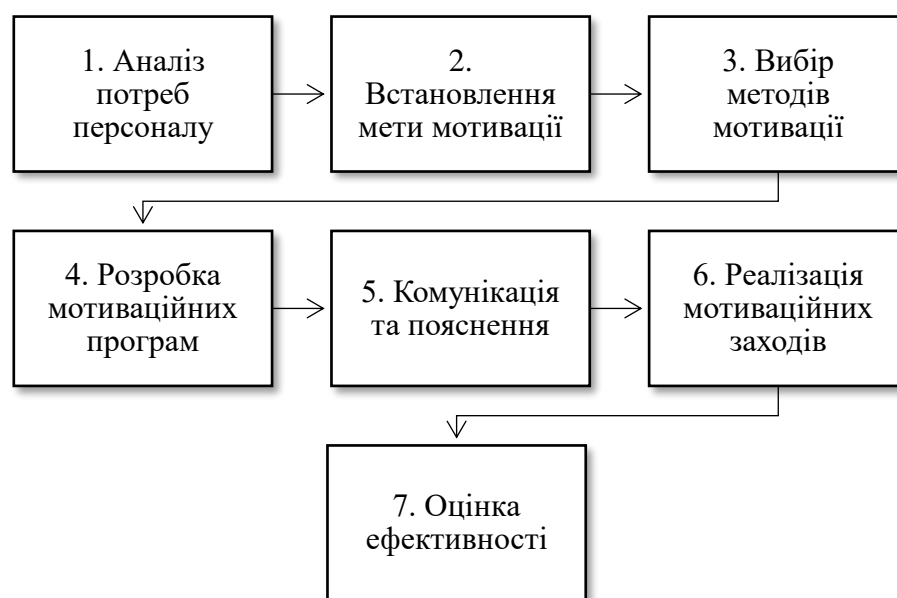 1. Аналіз
потреб
персоналу
2.
Встановлення
мети мотивації
3. Вибір
методів
мотивації
4. Розробка
мотиваційних
програм
5. Комунікація
та пояснення
6. Реалізація
мотиваційних
заходів
7. Оцінка
ефективності